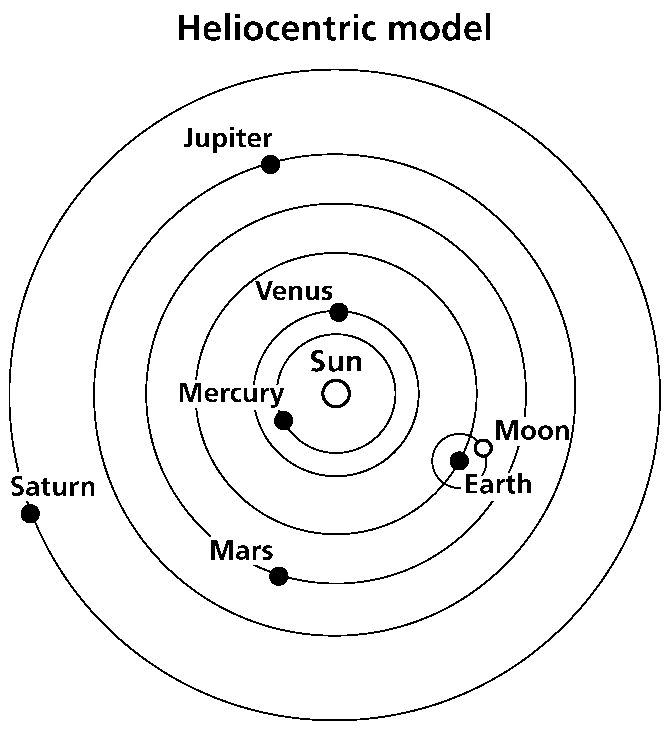 Heliocentric model
Jupiter
Venus
Sun
Mercury
Moon
Earth
Saturn
Mars